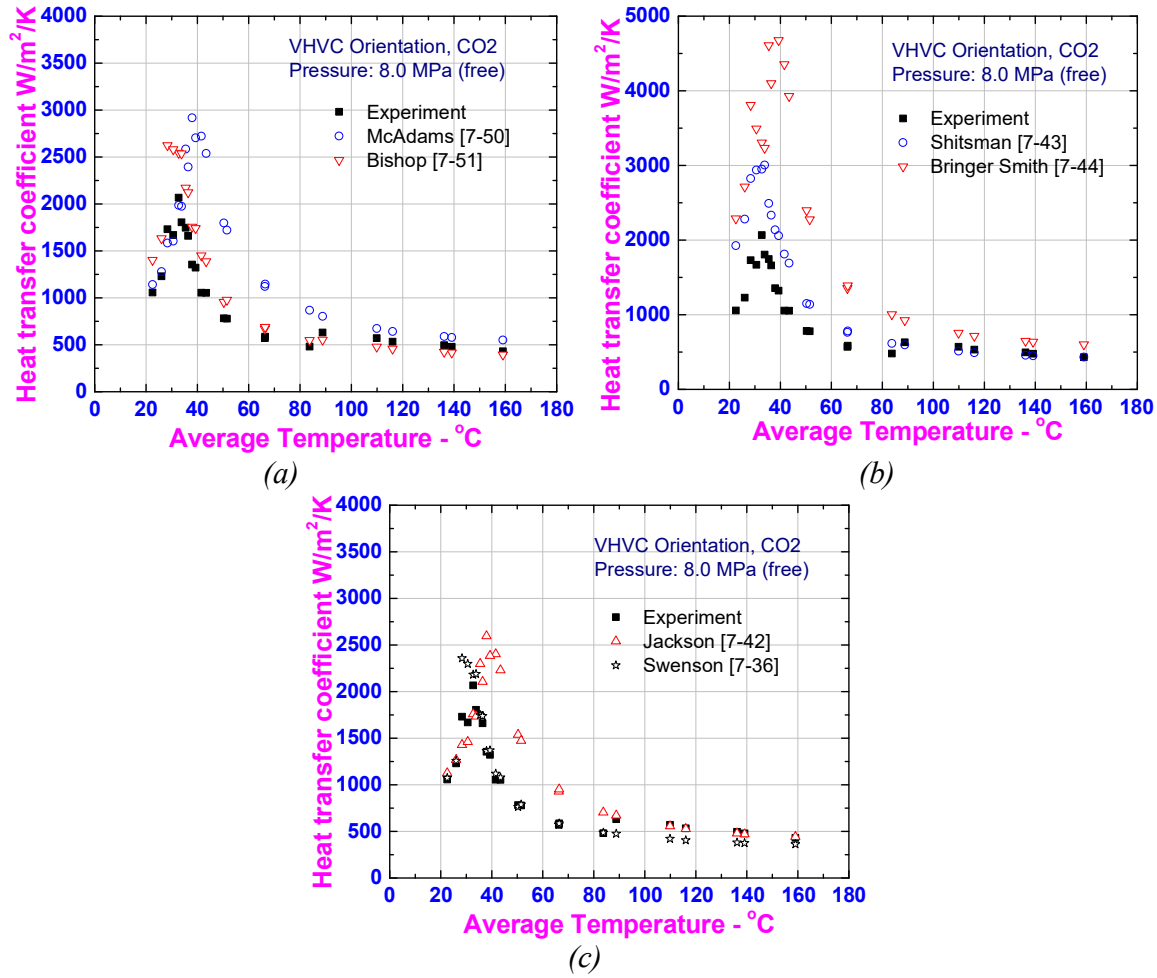 4000
3500
3000
2500
2000
1500
1000
500
0
0 20 40 60 80 100 120 140 160 180
Heat transfer coefficient W/m²/K
Average Temperature - °C
VHVC Orientation, CO2
Pressure: 8.0 MPa (free)
Experiment
McAdams [7-50]
Bishop [7-51]
(a)
5000
4000
3000
2000
1000
0
0 20 40 60 80 100 120 140 160 180
Heat transfer coefficient W/m²/K
Average Temperature - °C
VHVC Orientation, CO2
Pressure: 8.0 MPa (free)
Experiment
Shitsman [7-43]
Bringer Smith [7-44]
(b)
4000
3500
3000
2500
2000
1500
1000
500
0
0 20 40 60 80 100 120 140 160 180
Heat transfer coefficient W/m²/K
Average Temperature - °C
VHVC Orientation, CO2
Pressure: 8.0 MPa (free)
Experiment
Jackson [7-42]
Swenson [7-36]
(c)